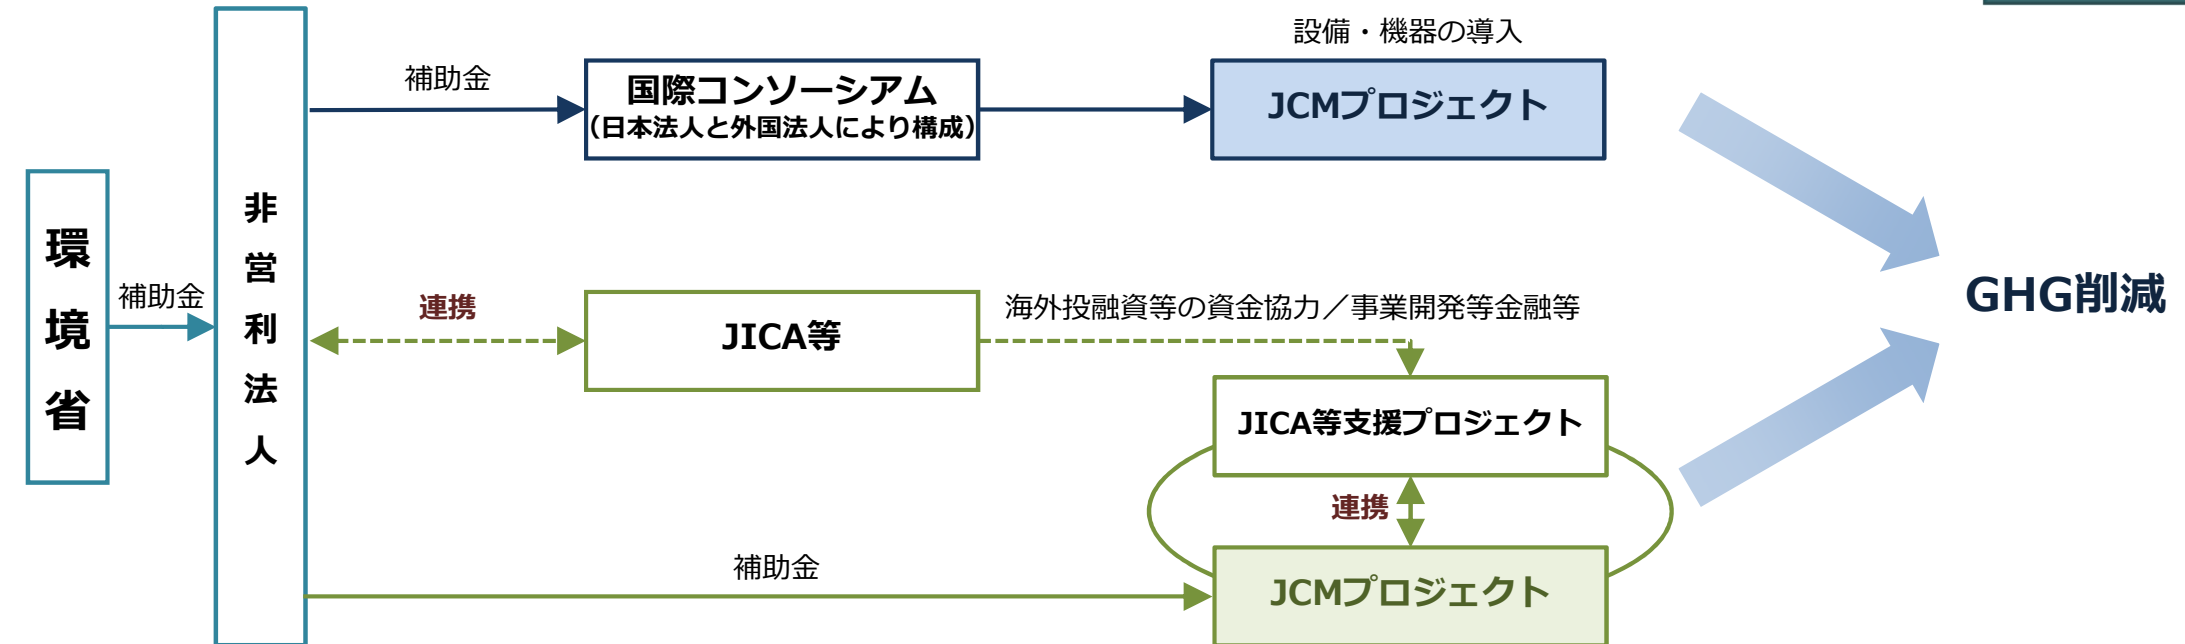 環境省
補助金
非営利法人
補助金
国際コンソーシアム
(日本法人と外国法人により構成)
設備・機器の導入
JCMプロジェクト
連携
JICA等
海外投融資等の資金協力／事業開発等金融等
JICA等支援プロジェクト
連携
補助金
JCMプロジェクト
GHG削減